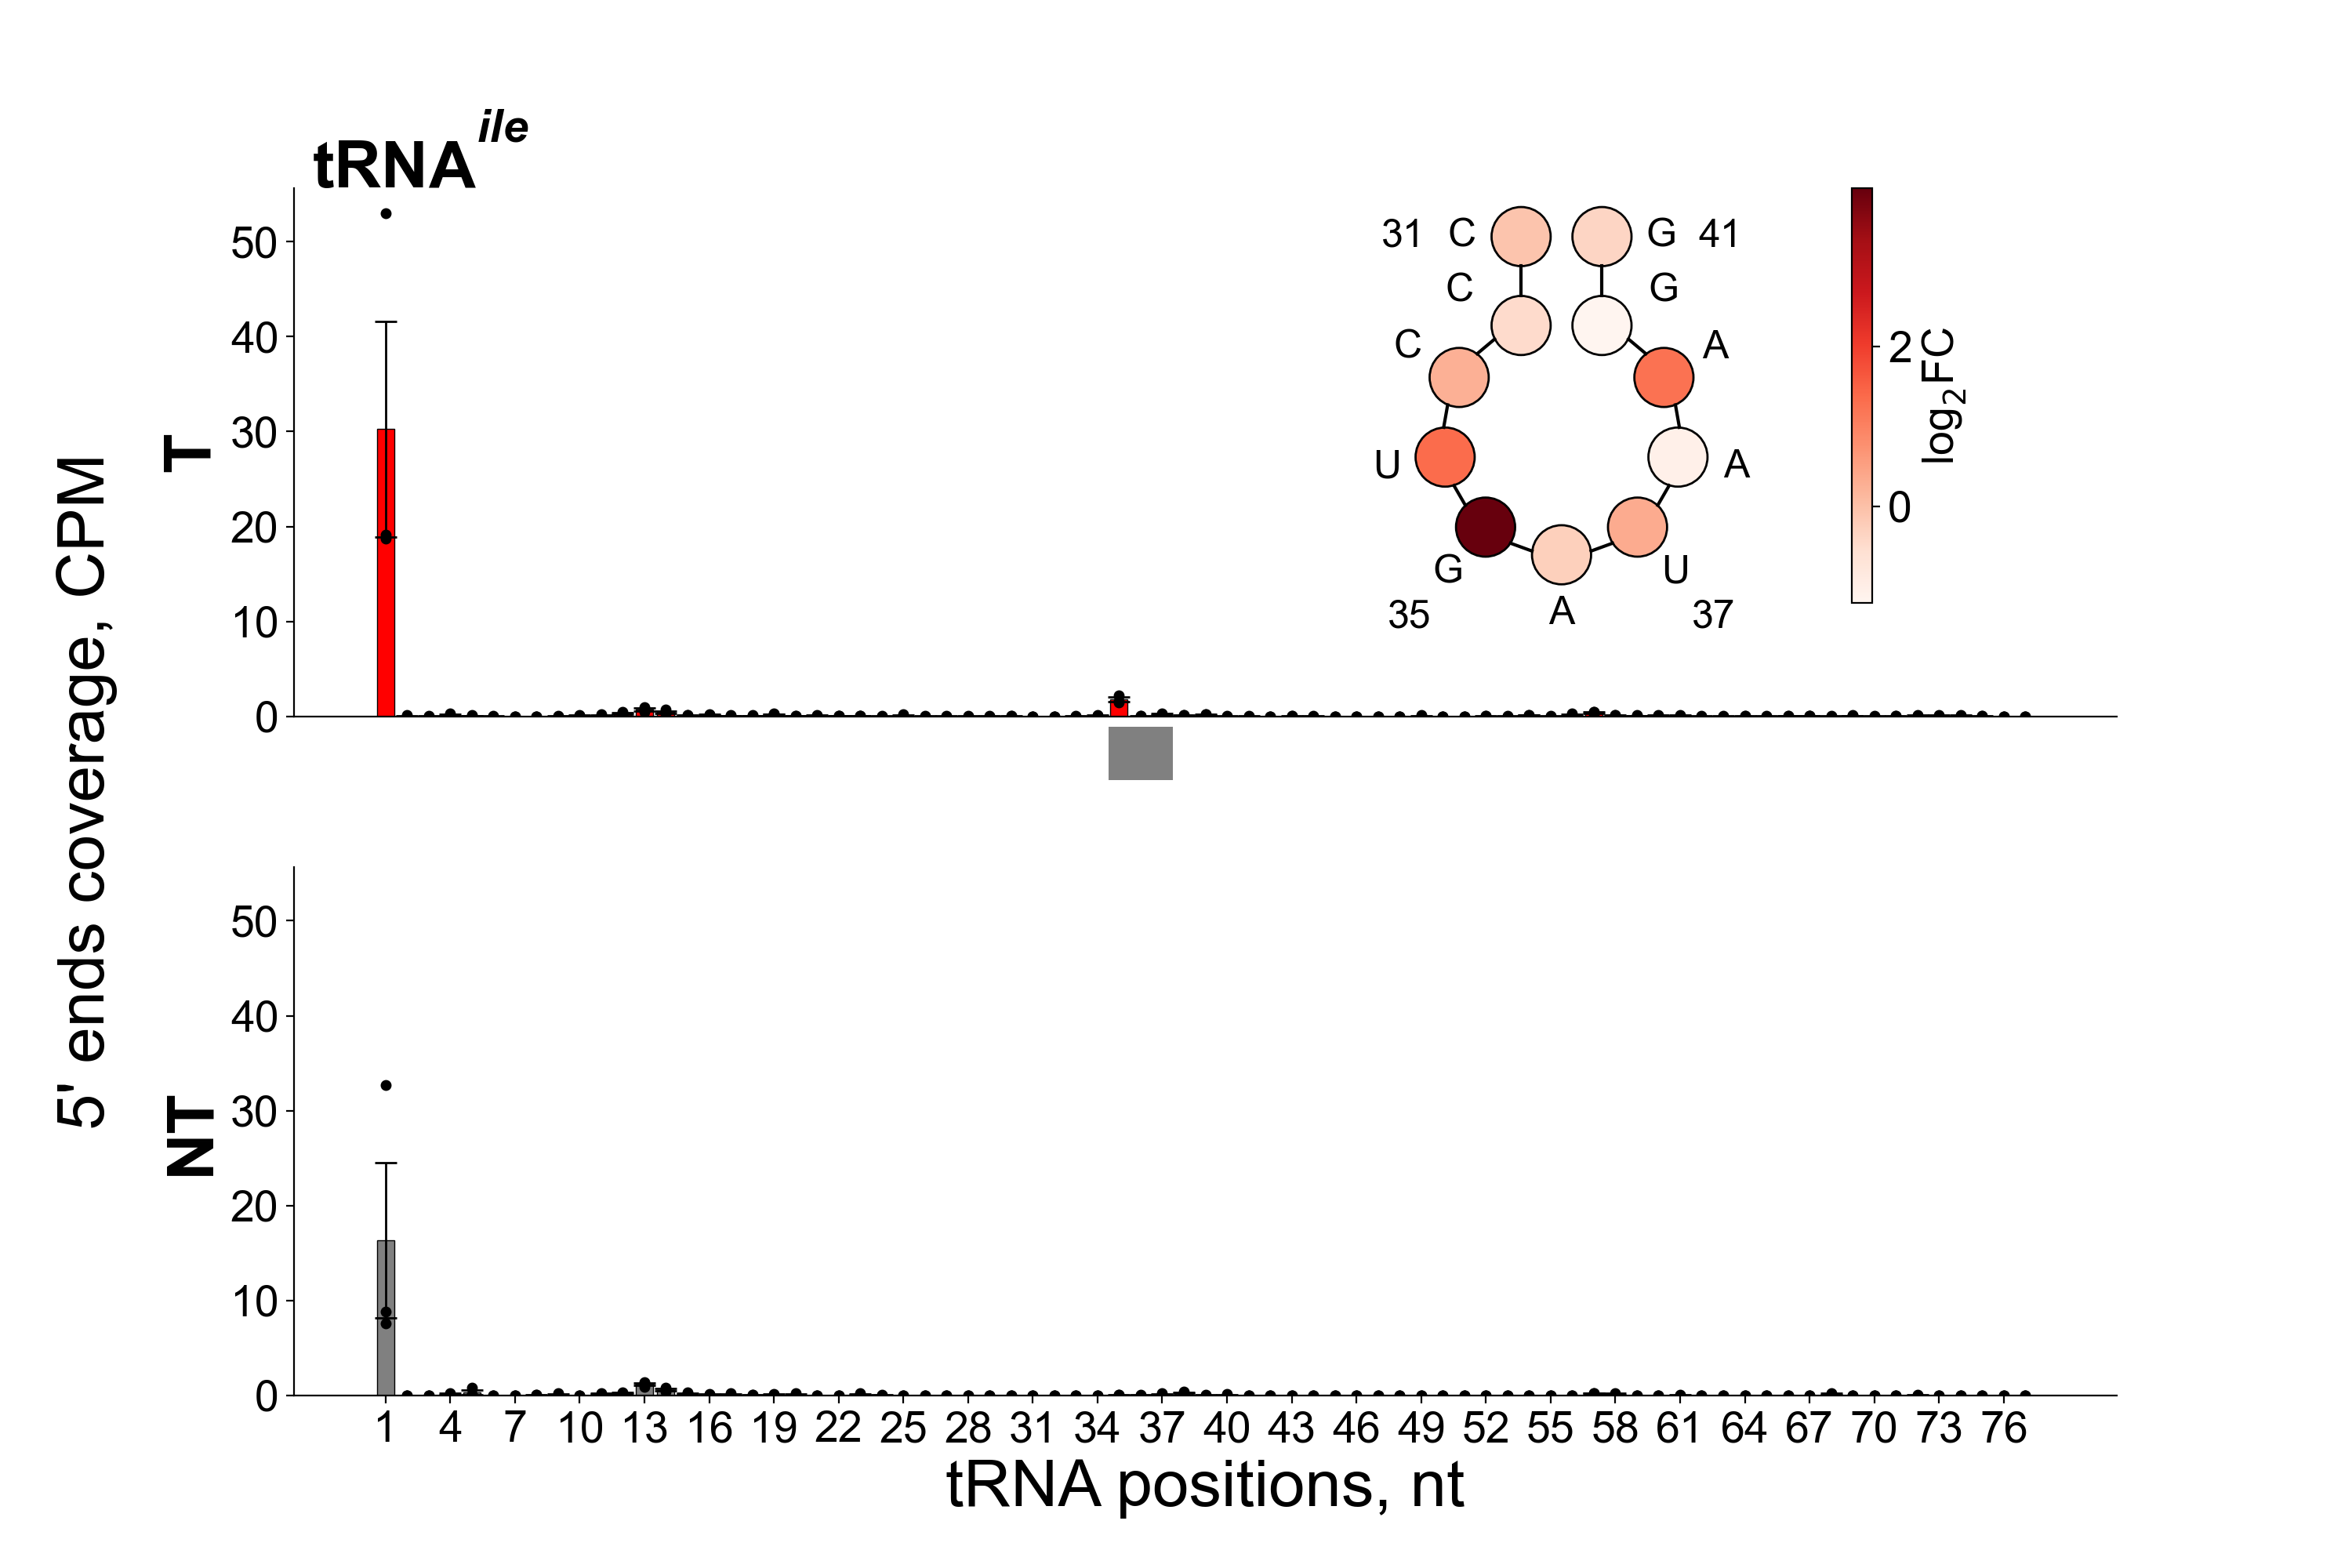 tRNA^ile
5' ends coverage, CPM
T
50
40
30
20
10
0
31 C G 41
C G
C A
U A
G U
35 A 37
2
0
log₂FC
NT
50
40
30
20
10
0
1 4 7 10 13 16 19 22 25 28 31 34 37 40 43 46 49 52 55 58 61 64 67 70 73 76
tRNA positions, nt